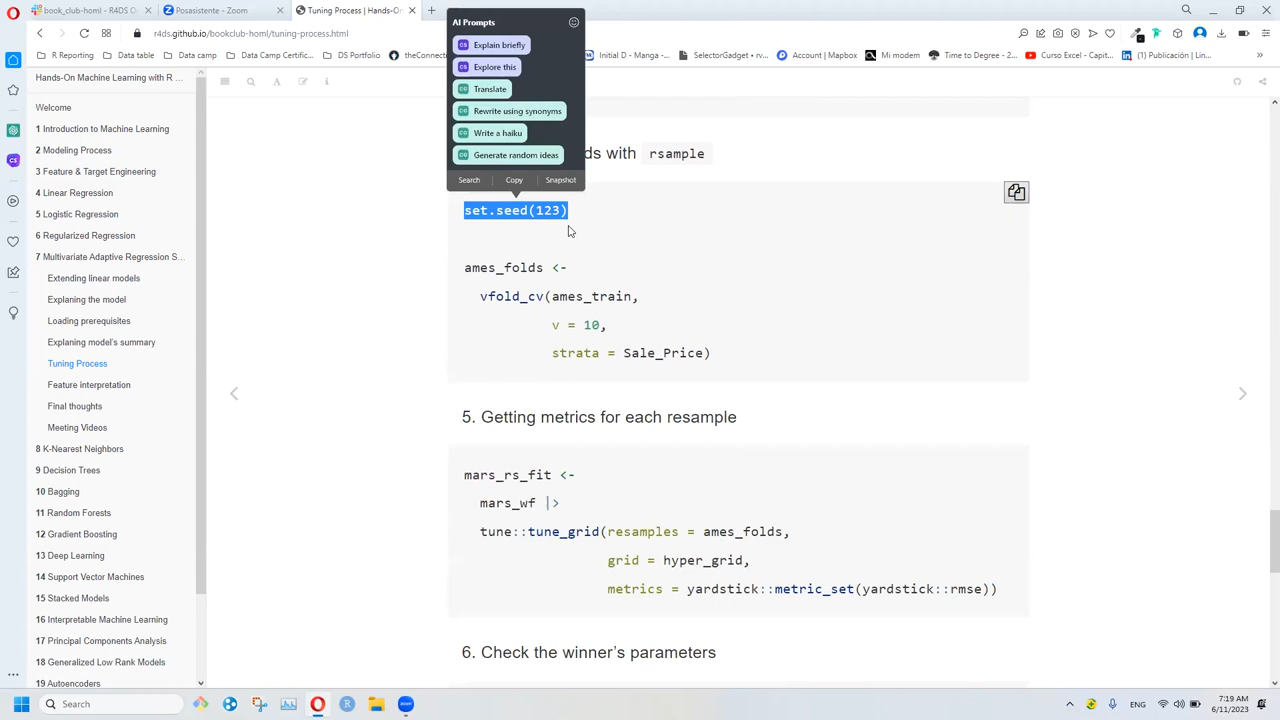 book_club-homl - R4DS O
Posasistente - Zoom
Tuning Process | Hands-On
r4ds.github.io/bookclub-homl/tuning-process.html
R Reporting
Data table
Data camp
DS Portfolio
theConnec
Initial D - Manga:
SelectorGadget - rv
Account | Mapbox
Mi modem
Time to Degree - 2
Curso Excel - Capit
(1) Lin
Hands-On Machine Learning with R
Welcome
1 Introduction to Machine Learning
2 Modeling Process
3 Feature & Target Engineering
4 Linear Regression
5 Logistic Regression
6 Regularized Regression
7 Multivariate Adaptive Regression S...
Extending linear models
Explaning the model
Loading prerequisites
Explaning model's summary
Tuning Process
Feature interpretation
Final thoughts
Meeting Videos
8 K-Nearest Neighbors
9 Decision Trees
10 Bagging
11 Random Forests
12 Gradient Boosting
13 Deep Learning
14 Support Vector Machines
15 Stacked Models
16 Interpretable Machine Learning
17 Principal Components Analysis
18 Generalized Low Rank Models
19 Autoencoders
AI Prompts
Explain briefly
Explore this
Translate
Rewrite using synonyms
Write a haiku
Generate random ideas
Search Copy Snapshot
ds with rsample
set.seed(123)
ames_folds <-
vfold_cv(ames_train,
v = 10,
strata = Sale_Price)
5. Getting metrics for each resample
mars_rs_fit <-
mars_wf |>
tune::tune_grid(resamples = ames_folds,
grid = hyper_grid,
metrics = yardstick::metric_set(yardstick::rmse))
6. Check the winner's parameters
Search
ENG
7:19 AM
6/11/2023